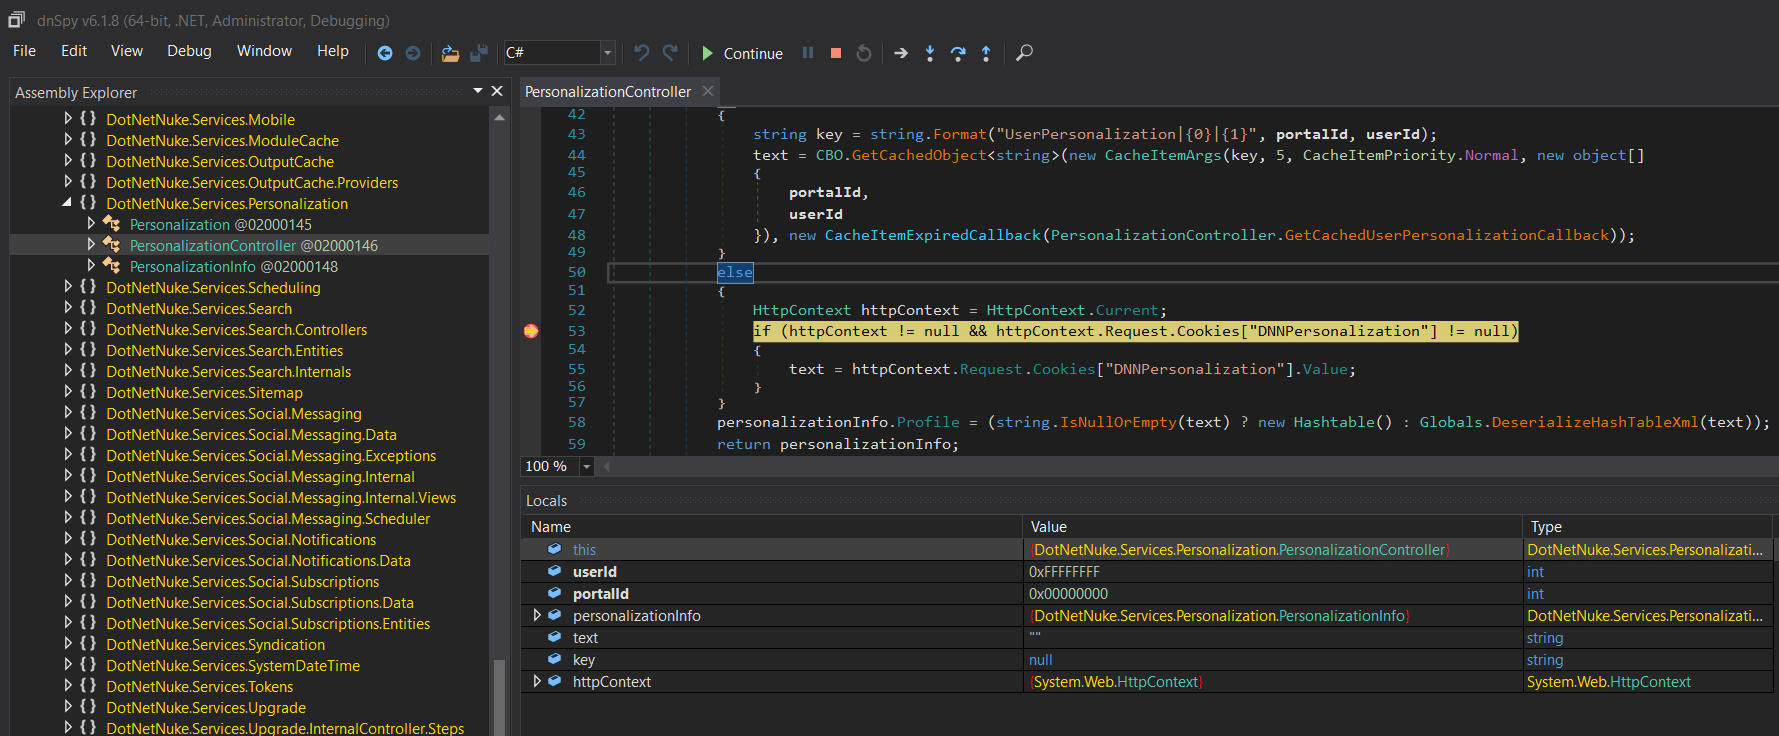 dnSpy v6.1.8 (64-bit, .NET, Administrator, Debugging)
File Edit View Debug Window Help C# Continue
Assembly Explorer
{ } DotNetNuke.Services.Mobile
{ } DotNetNuke.Services.ModuleCache
{ } DotNetNuke.Services.OutputCache
{ } DotNetNuke.Services.OutputCache.Providers
{ } DotNetNuke.Services.Personalization
Personalization @02000145
PersonalizationController @02000146
PersonalizationInfo @02000148
{ } DotNetNuke.Services.Scheduling
{ } DotNetNuke.Services.Search
{ } DotNetNuke.Services.Search.Controllers
{ } DotNetNuke.Services.Search.Entities
{ } DotNetNuke.Services.Search.Internals
{ } DotNetNuke.Services.Sitemap
{ } DotNetNuke.Services.Social.Messaging
{ } DotNetNuke.Services.Social.Messaging.Data
{ } DotNetNuke.Services.Social.Messaging.Exceptions
{ } DotNetNuke.Services.Social.Messaging.Internal
{ } DotNetNuke.Services.Social.Messaging.Internal.Views
{ } DotNetNuke.Services.Social.Messaging.Scheduler
{ } DotNetNuke.Services.Social.Notifications
{ } DotNetNuke.Services.Social.Notifications.Data
{ } DotNetNuke.Services.Social.Subscriptions
{ } DotNetNuke.Services.Social.Subscriptions.Data
{ } DotNetNuke.Services.Social.Subscriptions.Entities
{ } DotNetNuke.Services.Syndication
{ } DotNetNuke.Services.SystemDateTime
{ } DotNetNuke.Services.Tokens
{ } DotNetNuke.Services.Upgrade
{ } DotNetNuke.Services.Upgrade.InternalController.Steps
PersonalizationController
42 {
43 string key = string.Format("UserPersonalization|{0}|{1}", portalId, userId);
44 text = CBO.GetCachedObject<string>(new CacheItemArgs(key, 5, CacheItemPriority.Normal, new object[]
45 {
46 portalId,
47 userId
48 }), new CacheItemExpiredCallback(PersonalizationController.GetCachedUserPersonalizationCallback));
49 }
50 else
51 {
52 HttpContext httpContext = HttpContext.Current;
53 if (httpContext != null && httpContext.Request.Cookies["DNNPersonalization"] != null)
54 {
55 text = httpContext.Request.Cookies["DNNPersonalization"].Value;
56 }
57 }
58 personalizationInfo.Profile = (string.IsNullOrEmpty(text) ? new Hashtable() : Globals.DeserializeHashTableXml(text));
59 return personalizationInfo;
100 %
Locals
Name Value Type
this {DotNetNuke.Services.Personalization.PersonalizationController} DotNetNuke.Services.Personalizati...
userId 0xFFFFFFFF int
portalId 0x00000000 int
personalizationInfo {DotNetNuke.Services.Personalization.PersonalizationInfo} DotNetNuke.Services.Personalizati...
text "" string
key null string
httpContext {System.Web.HttpContext} System.Web.HttpContext